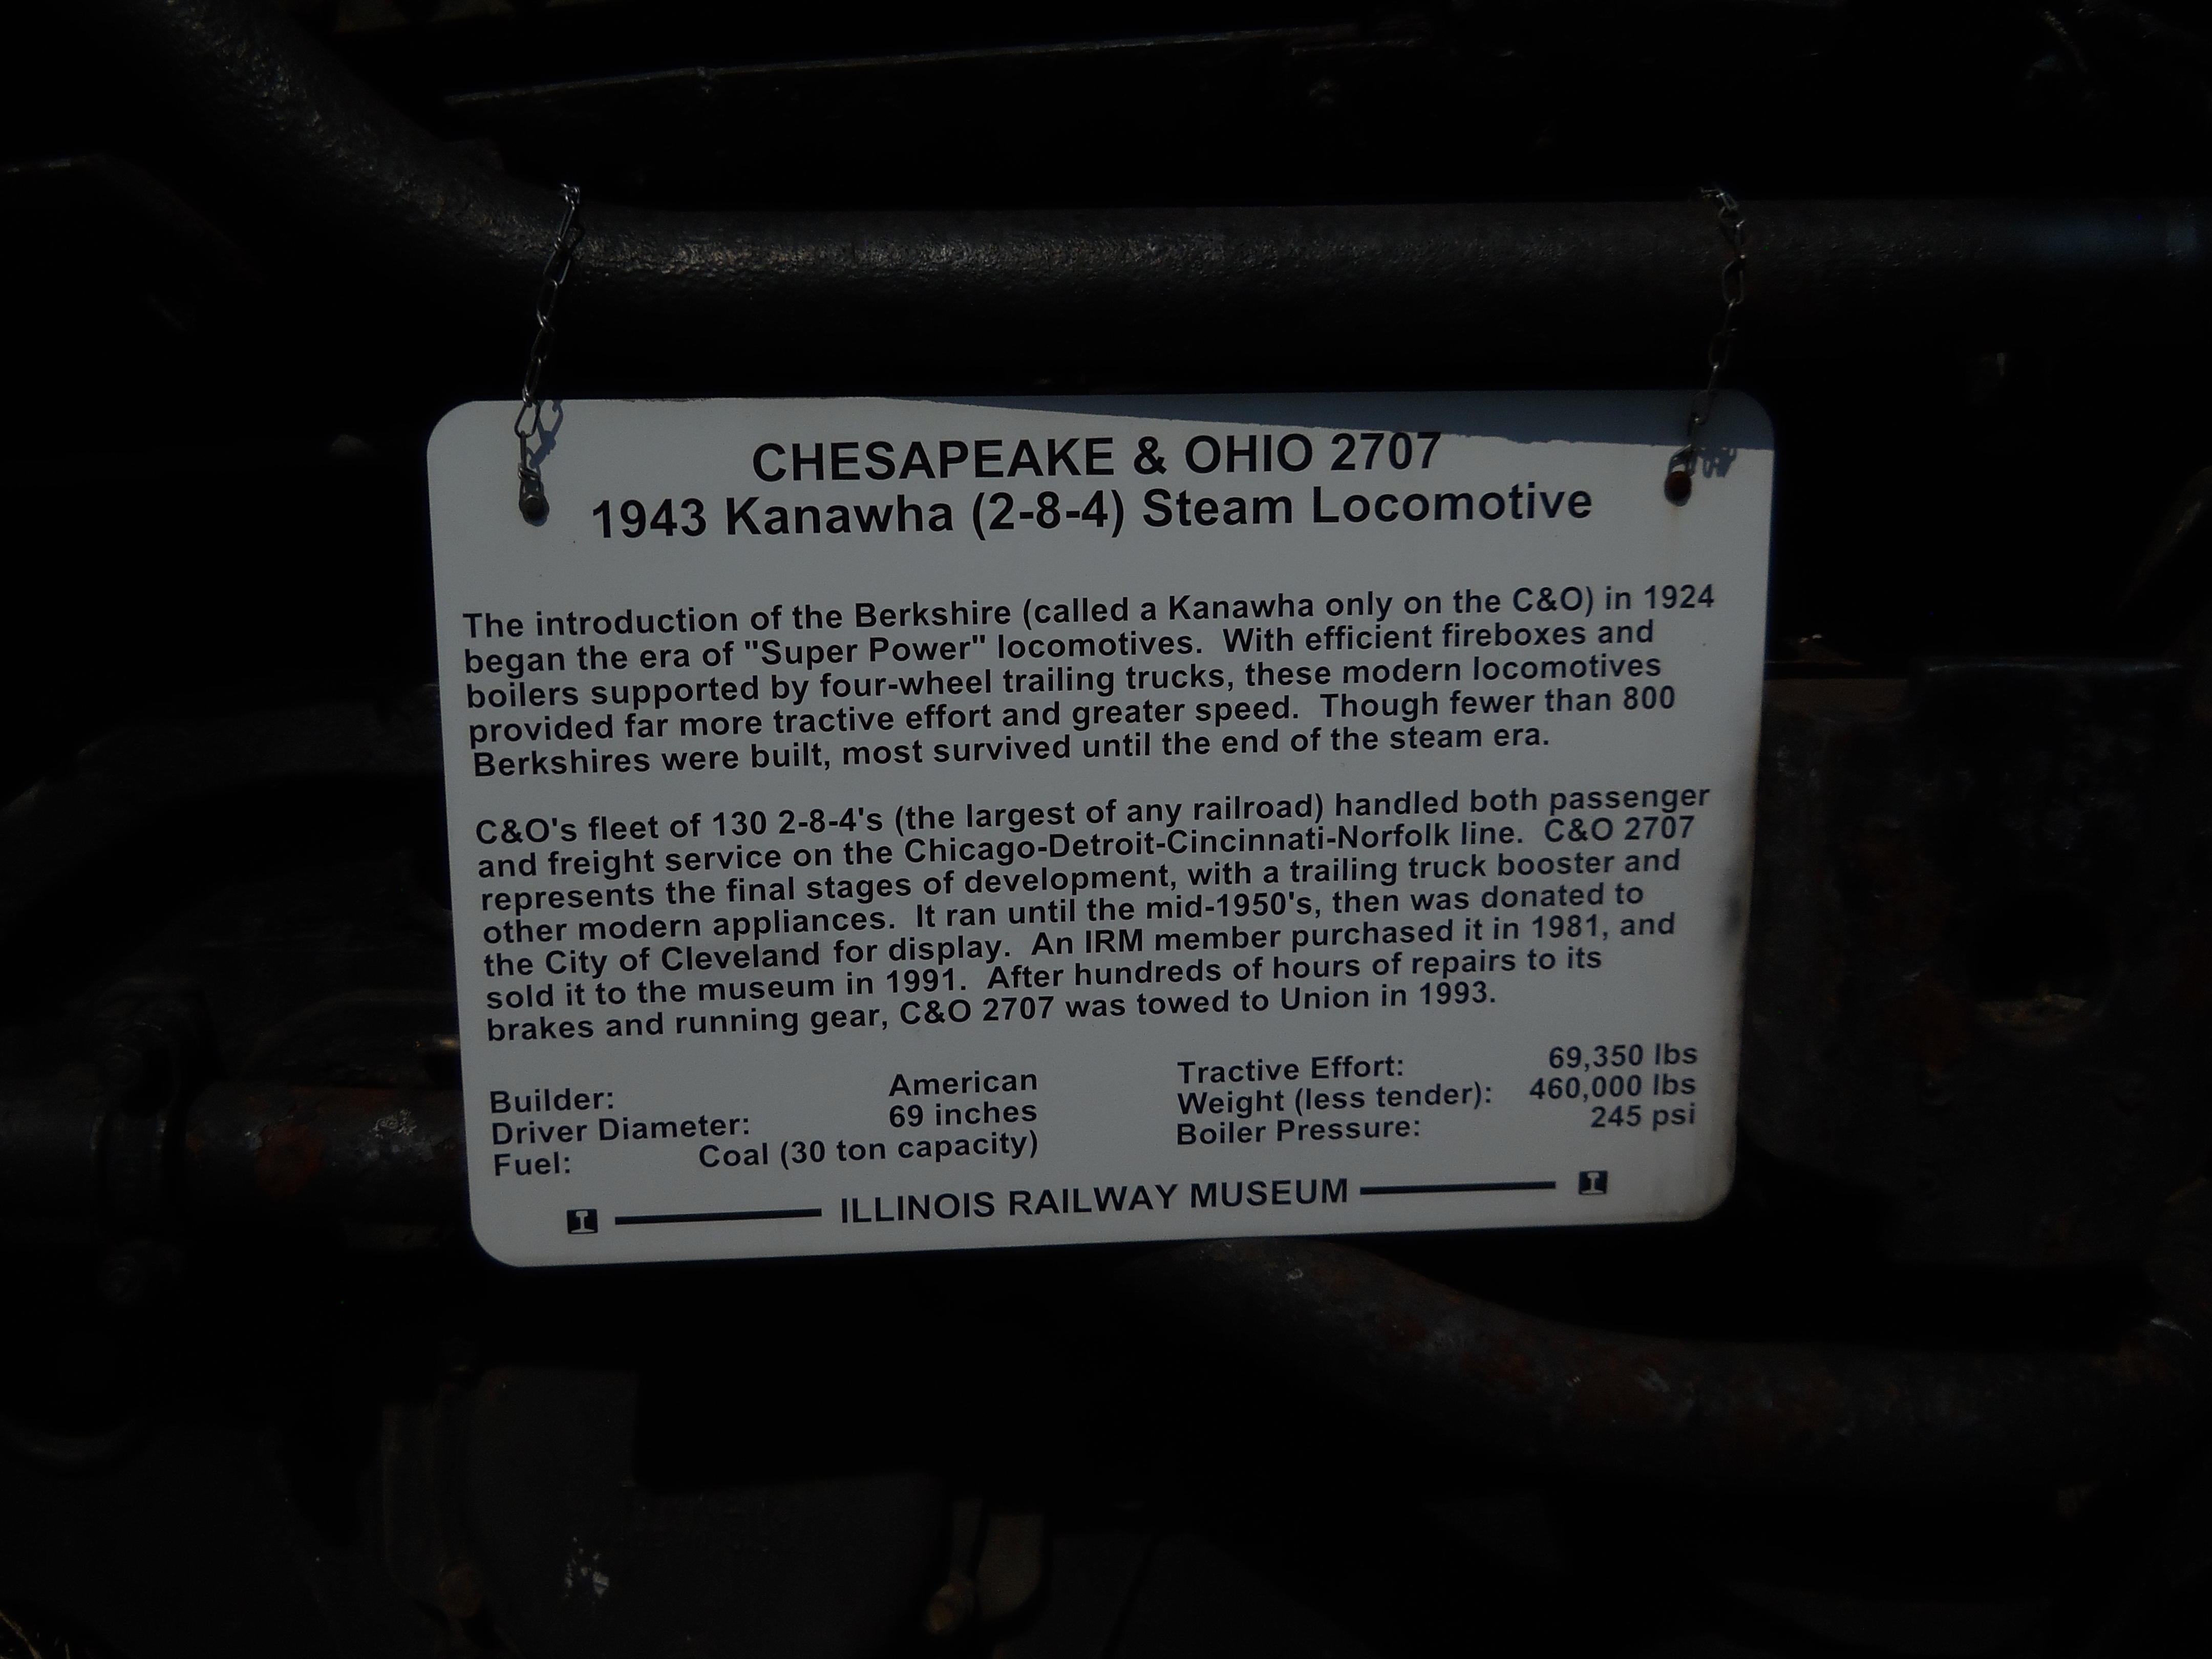 CHESAPEAKE & OHIO 2707
1943 Kanawha (2-8-4) Steam Locomotive
The introduction of the Berkshire (called a Kanawha only on the C&O) in 1924
began the era of "Super Power" locomotives. With efficient fireboxes and
boilers supported by four-wheel trailing trucks, these modern locomotives
provided far more tractive effort and greater speed. Though fewer than 800
Berkshires were built, most survived until the end of the steam era.
C&O's fleet of 130 2-8-4's (the largest of any railroad) handled both passenger
and freight service on the Chicago-Detroit-Cincinnati-Norfolk line. C&O 2707
represents the final stages of development, with a trailing truck booster and
other modern appliances. It ran until the mid-1950's, then was donated to
the City of Cleveland for display. An IRM member purchased it in 1981, and
sold it to the museum in 1991. After hundreds of hours of repairs to its
brakes and running gear, C&O 2707 was towed to Union in 1993.
Builder: American
Driver Diameter: 69 inches
Fuel: Coal (30 ton capacity)
Tractive Effort: 69,350 lbs
Weight (less tender): 460,000 lbs
Boiler Pressure: 245 psi
ILLINOIS RAILWAY MUSEUM